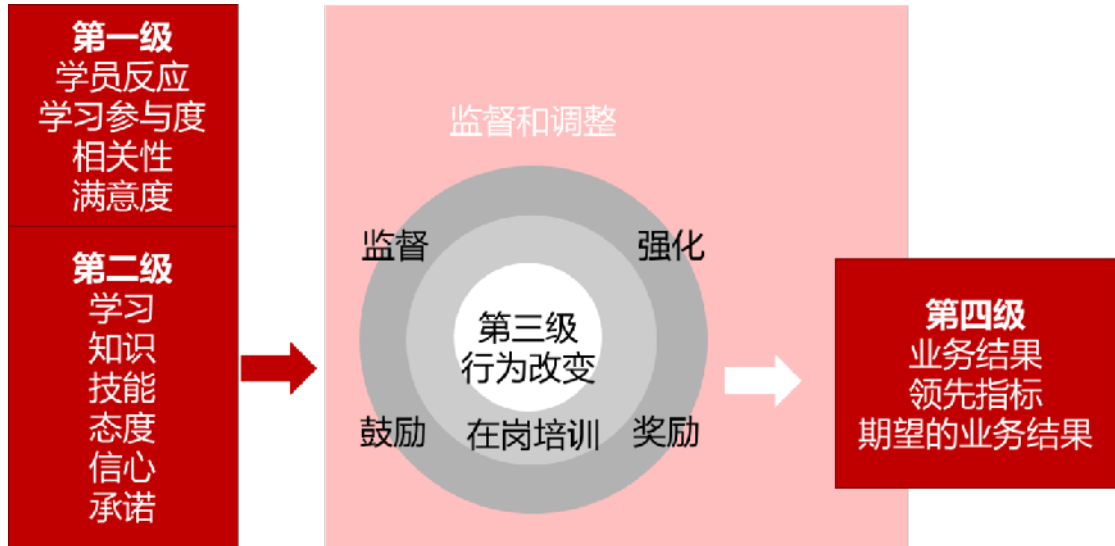 第一级
学员反应
学习参与度
相关性
满意度
第二级
学习
知识
技能
态度
信心
承诺
监督和调整
监督
强化
第三级
行为改变
鼓励
在岗培训
奖励
第四级
业务结果
领先指标
期望的业务结果